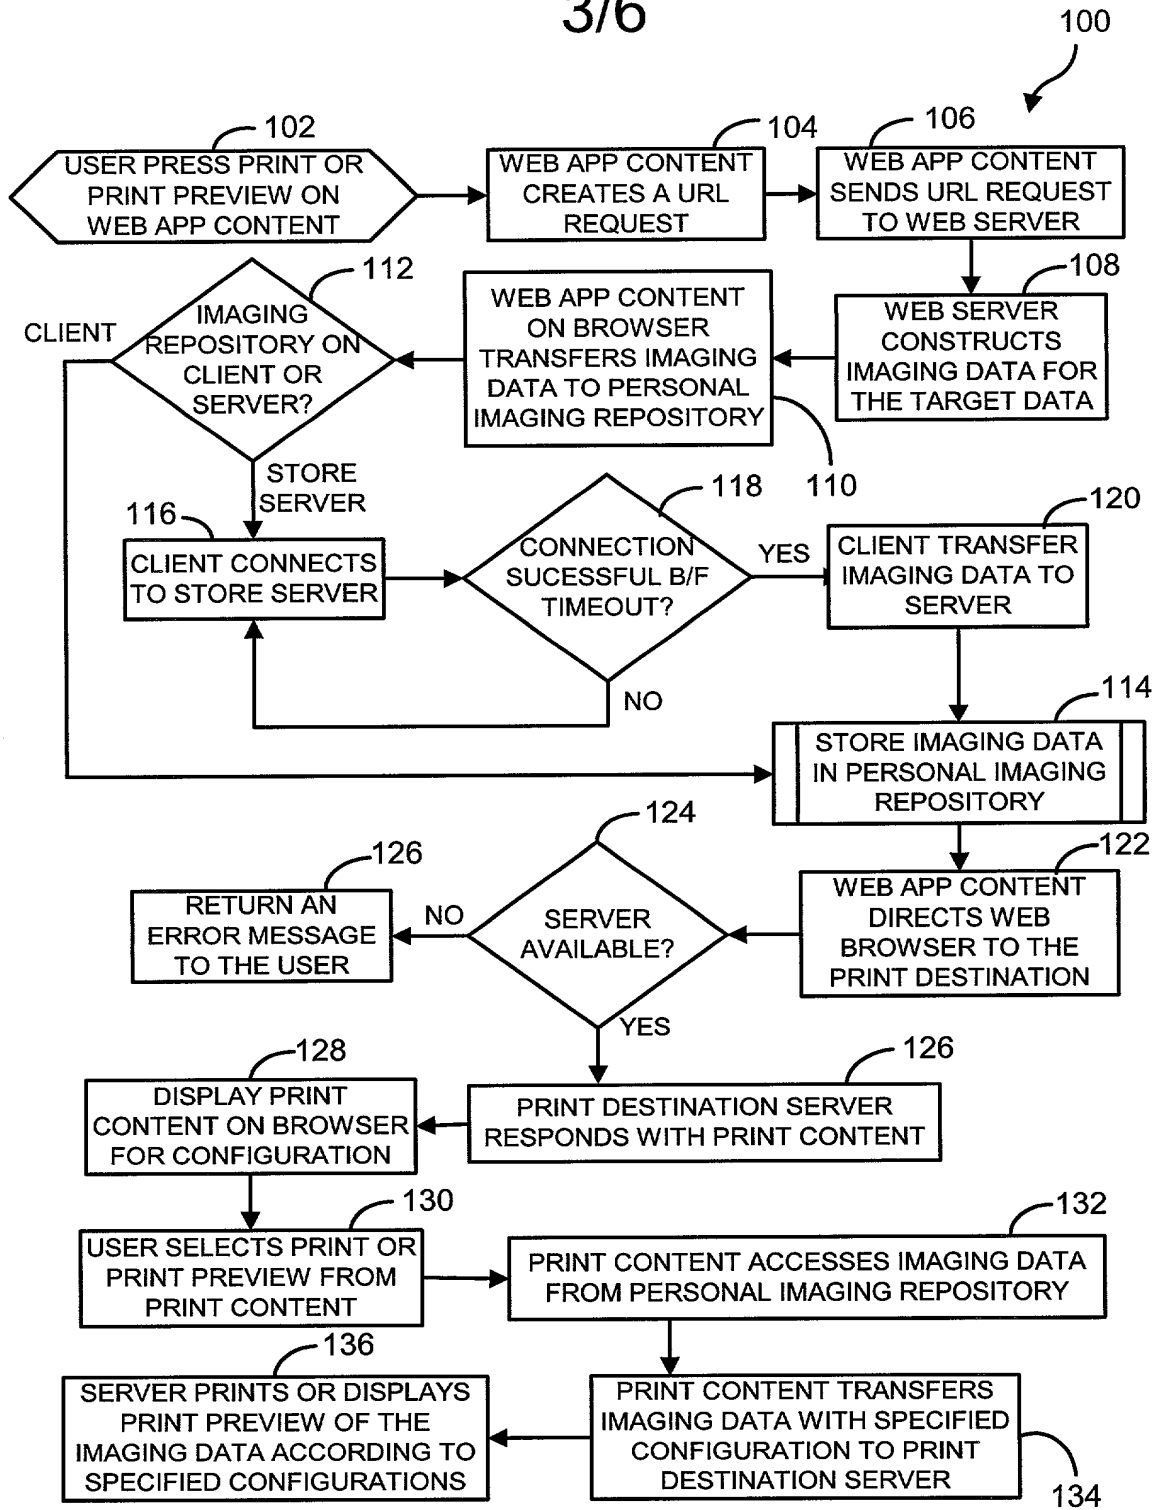 3/6
100
102
USER PRESS PRINT OR
PRINT PREVIEW ON
WEB APP CONTENT
104
WEB APP CONTENT
CREATES A URL
REQUEST
106
WEB APP CONTENT
SENDS URL REQUEST
TO WEB SERVER
108
WEB SERVER
CONSTRUCTS
IMAGING DATA FOR
THE TARGET DATA
WEB APP CONTENT
ON BROWSER
TRANSFERS IMAGING
DATA TO PERSONAL
IMAGING REPOSITORY
110
112
IMAGING
REPOSITORY ON
CLIENT OR
SERVER?
CLIENT
STORE
SERVER
116
CLIENT CONNECTS
TO STORE SERVER
118
CONNECTION
SUCESSFUL B/F
TIMEOUT?
YES
NO
120
CLIENT TRANSFER
IMAGING DATA TO
SERVER
114
STORE IMAGING DATA
IN PERSONAL IMAGING
REPOSITORY
122
WEB APP CONTENT
DIRECTS WEB
BROWSER TO THE
PRINT DESTINATION
124
SERVER
AVAILABLE?
NO
YES
126
RETURN AN
ERROR MESSAGE
TO THE USER
126
PRINT DESTINATION SERVER
RESPONDS WITH PRINT CONTENT
128
DISPLAY PRINT
CONTENT ON BROWSER
FOR CONFIGURATION
130
USER SELECTS PRINT OR
PRINT PREVIEW FROM
PRINT CONTENT
132
PRINT CONTENT ACCESSES IMAGING DATA
FROM PERSONAL IMAGING REPOSITORY
PRINT CONTENT TRANSFERS
IMAGING DATA WITH SPECIFIED
CONFIGURATION TO PRINT
DESTINATION SERVER
134
136
SERVER PRINTS OR DISPLAYS
PRINT PREVIEW OF THE
IMAGING DATA ACCORDING TO
SPECIFIED CONFIGURATIONS